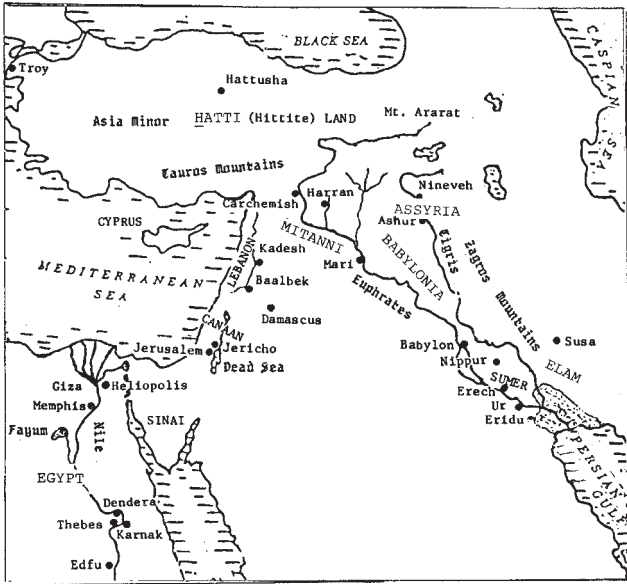 BLACK SEA
CASPIAN SEA
Troy
Hattusha
Asia Minor
HATTI (Hittite) LAND
Mt. Ararat
Tauros Mountains
Nineveh
Harran
Carchemish
ASSYRIA
Ashur
CYPRUS
MITANNI
BABYLONIA
Tigris
Zagros Mountains
LEBANON
Kadesh
Mari
MEDITERRANEAN
SEA
Baalbek
Euphrates
Damascus
CANAAN
Jerusalem
Jericho
Dead Sea
Babylon
Susa
Nippur
ELAM
SUMER
Giza
Heliopolis
Erech
Memphis
Ur
Eridu
Fayum
Nile
SINAI
PERSIAN
GULF
EGYPT
Dendera
Thebes
Karnak
Edfu